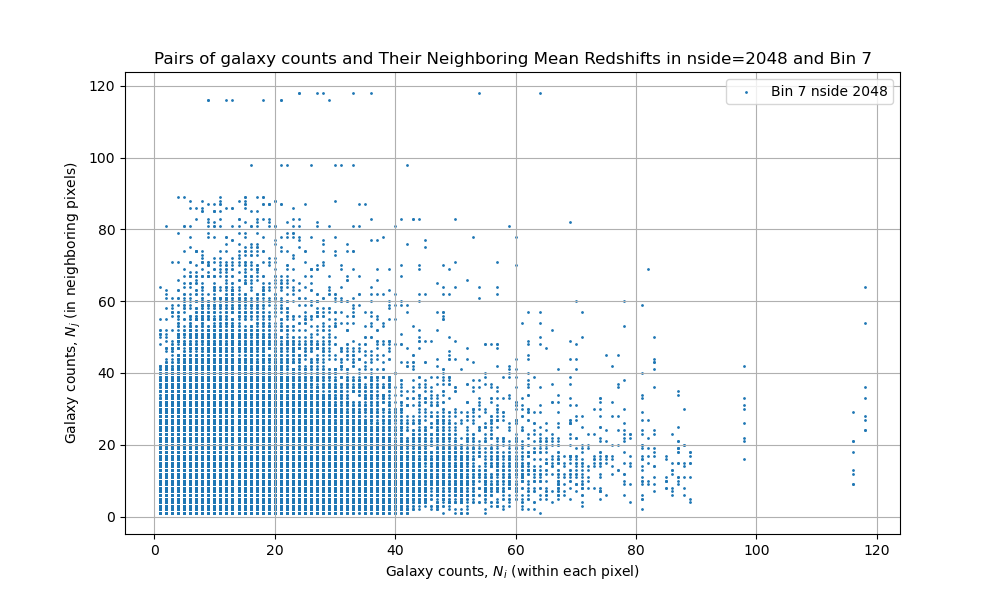 Pairs of galaxy counts and Their Neighboring Mean Redshifts in nside=2048 and Bin 7
Bin 7 nside 2048
120
100
80
60
40
20
0
Galaxy counts, Nⱼ (in neighboring pixels)
0 20 40 60 80 100 120
Galaxy counts, Nᵢ (within each pixel)